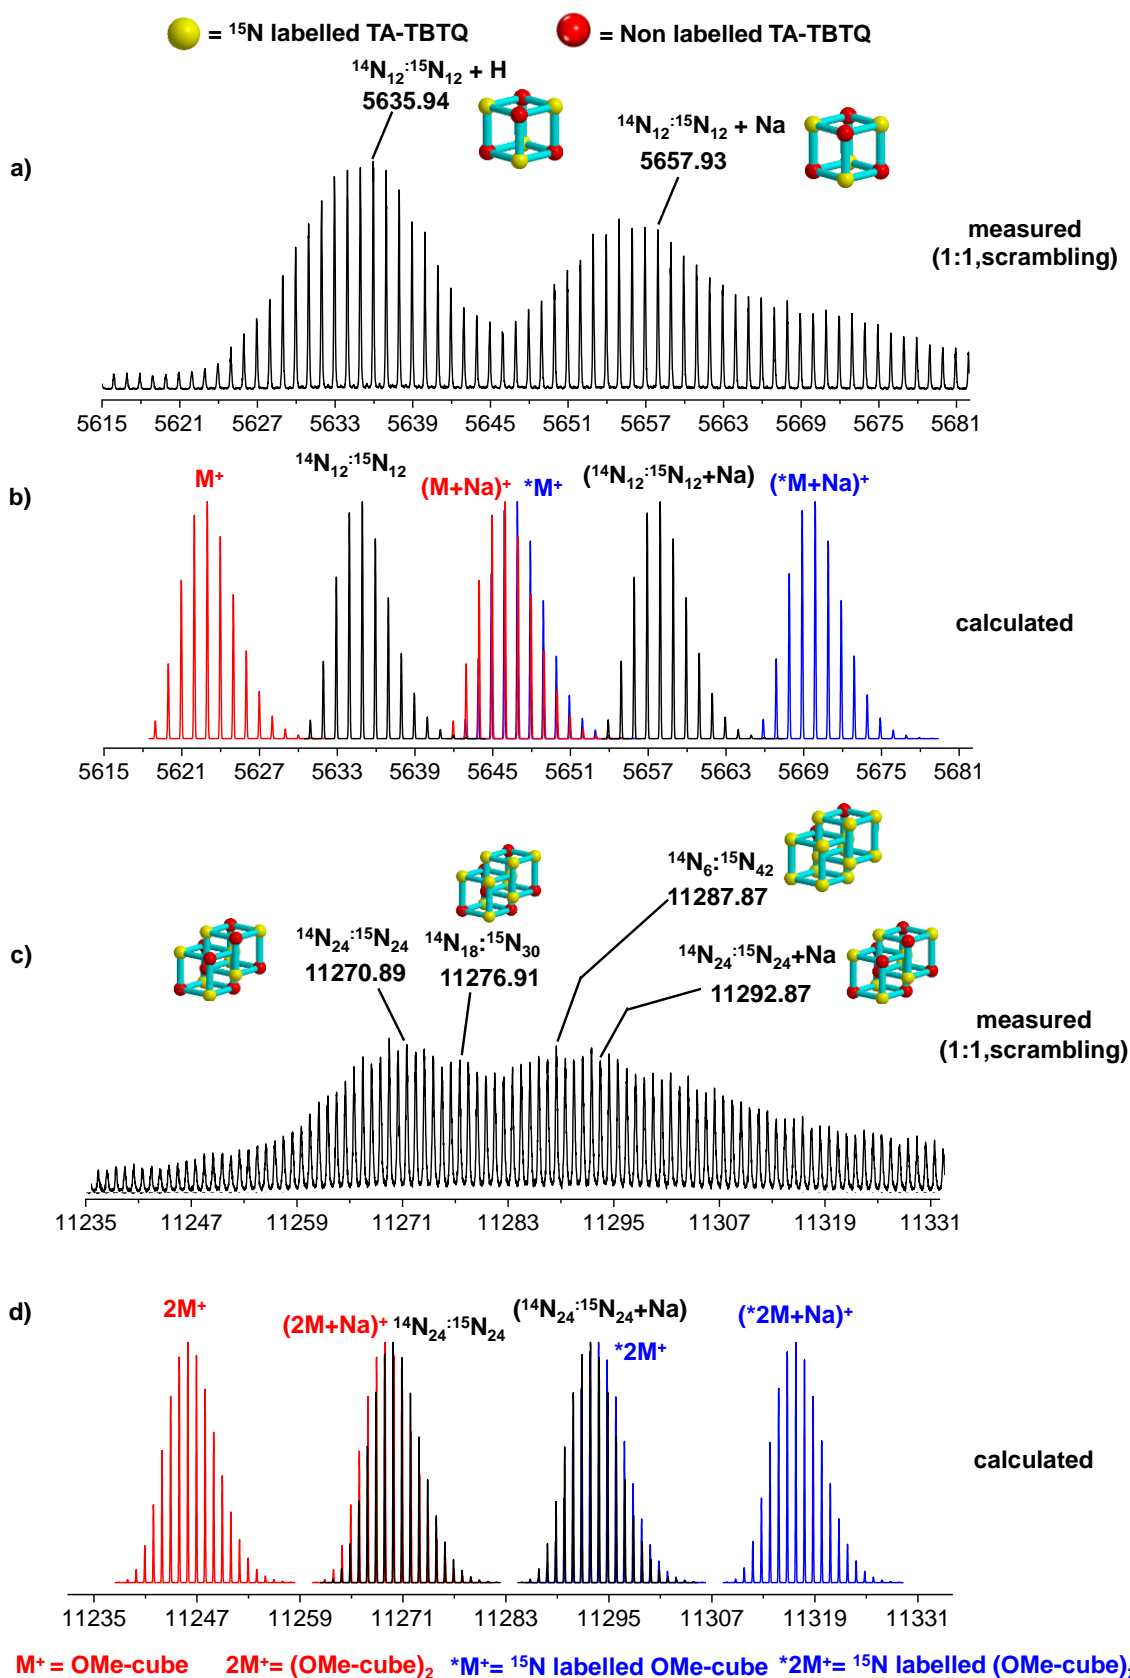 = ¹⁵N labelled TA-TBTQ
= Non labelled TA-TBTQ
a)
¹⁴N₁₂:¹⁵N₁₂ + H
5635.94
¹⁴N₁₂:¹⁵N₁₂ + Na
5657.93
measured
(1:1,scrambling)
5615 5621 5627 5633 5639 5645 5651 5657 5663 5669 5675 5681
b)
M⁺
¹⁴N₁₂:¹⁵N₁₂
(M+Na)⁺
*M⁺
(¹⁴N₁₂:¹⁵N₁₂+Na)
(*M+Na)⁺
calculated
5615 5621 5627 5633 5639 5645 5651 5657 5663 5669 5675 5681
c)
¹⁴N₂₄:¹⁵N₂₄
11270.89
¹⁴N₁₈:¹⁵N₃₀
11276.91
¹⁴N₆:¹⁵N₄₂
11287.87
¹⁴N₂₄:¹⁵N₂₄+Na
11292.87
measured
(1:1,scrambling)
11235 11247 11259 11271 11283 11295 11307 11319 11331
d)
2M⁺
(2M+Na)⁺
¹⁴N₂₄:¹⁵N₂₄
(¹⁴N₂₄:¹⁵N₂₄+Na)
*2M⁺
(*2M+Na)⁺
calculated
11235 11247 11259 11271 11283 11295 11307 11319 11331
M⁺ = OMe-cube 2M⁺= (OMe-cube)₂ *M⁺= ¹⁵N labelled OMe-cube *2M⁺= ¹⁵N labelled (OMe-cube)